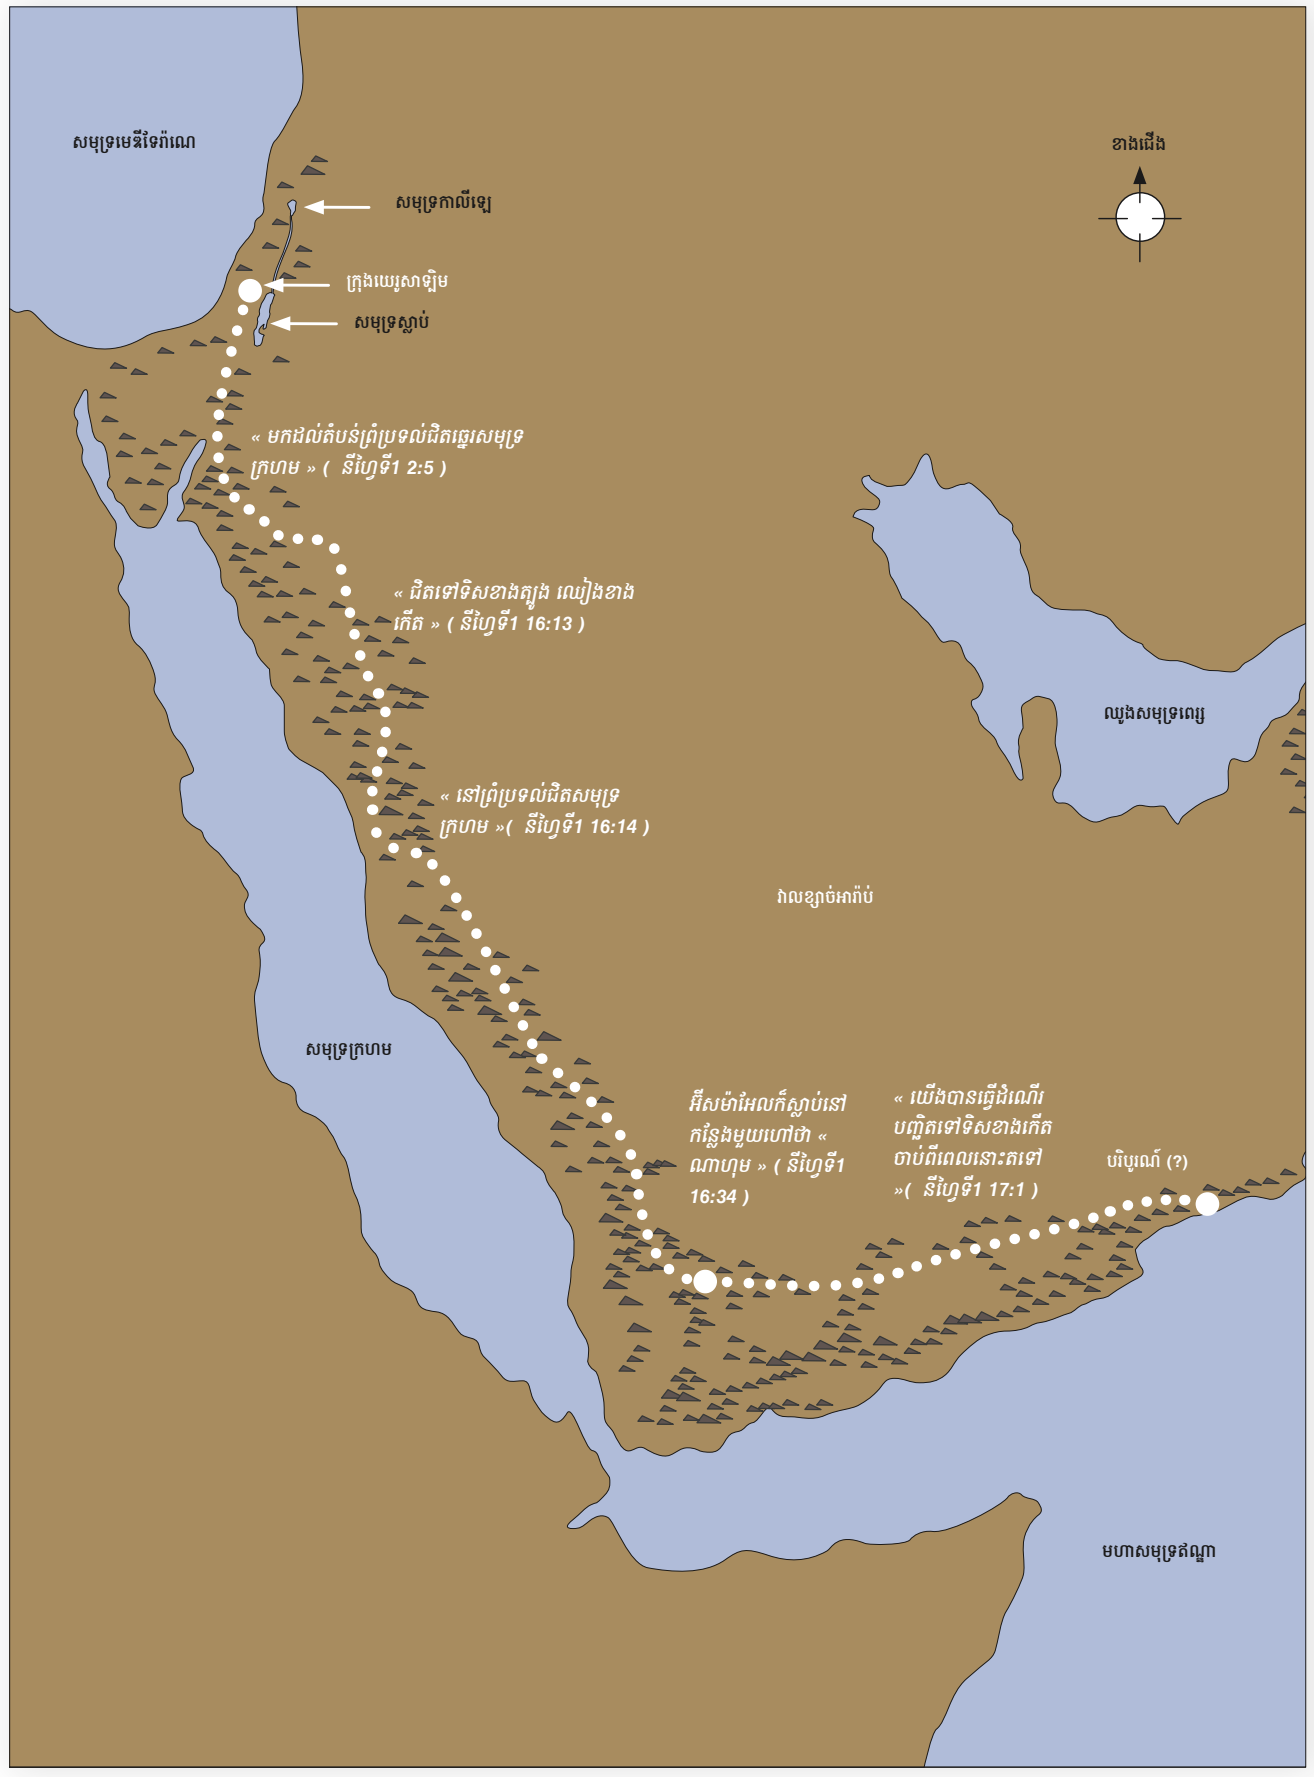 សមុទ្រមេឌីទែរ៉ាណេ
ខាងជើង
សមុទ្រកាលីឡេ
ក្រុងយេរូសាឡិម
សមុទ្រស្លាប់
« មកដល់តំបន់ព្រំប្រទល់ជិតឆ្នេរសមុទ្រ
ក្រហម » ( នីហ្វៃទី1 2:5 )
« ជិតទៅទិសខាងត្បូង ឈៀងខាង
កើត » ( នីហ្វៃទី1 16:13 )
ឈូងសមុទ្រពេរ្ស
« នៅព្រំប្រទល់ជិតសមុទ្រ
ក្រហម »( នីហ្វៃទី1 16:14 )
វាលខ្សាច់អារ៉ាប់
សមុទ្រក្រហម
អ៊ីសម៉ាអែលក៏ស្លាប់នៅ
កន្លែងមួយហៅថា «
ណាហុម » ( នីហ្វៃទី1
16:34 )
« យើងបានធ្វើដំណើរ
បញ្ឆិតទៅទិសខាងកើត
ចាប់ពីពេលនោះតទៅ
»( នីហ្វៃទី1 17:1 )
បរិបូរណ៍ (?)
មហាសមុទ្រឥណ្ឌា